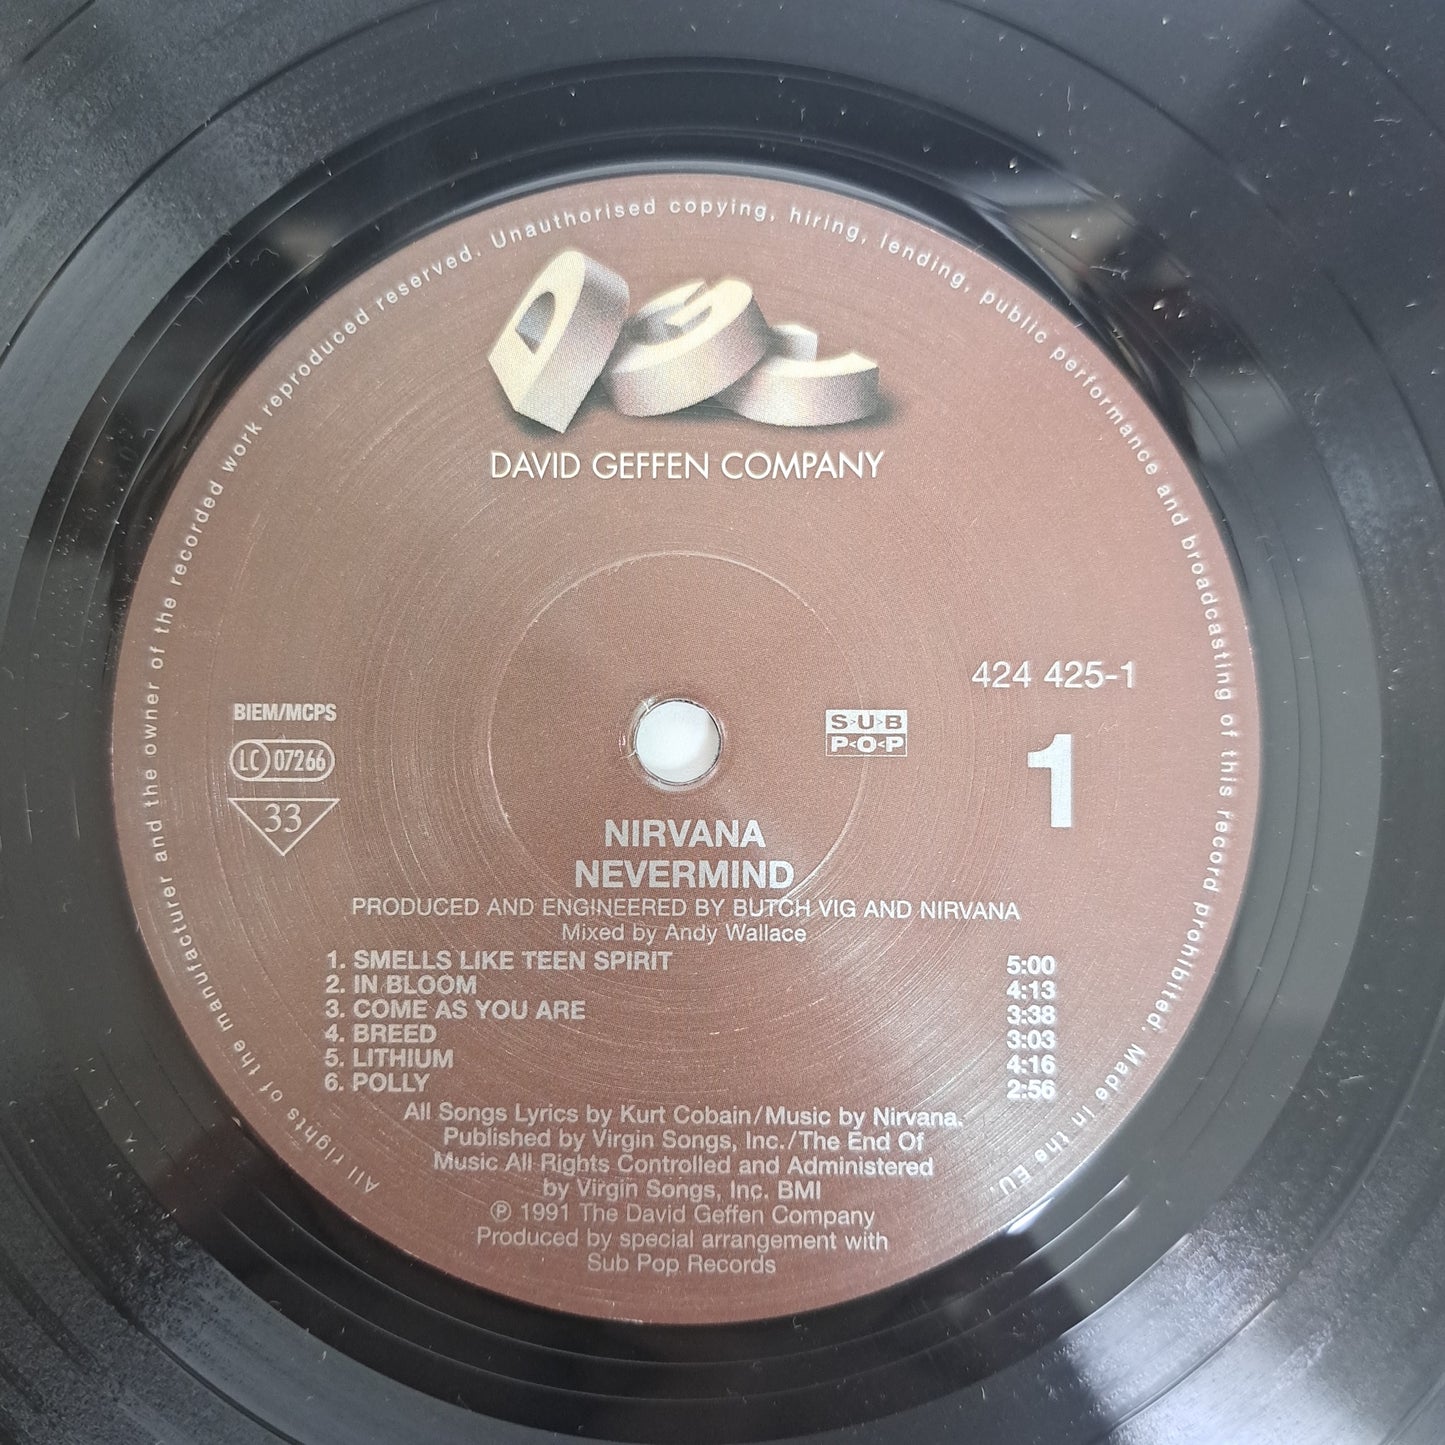 All rights of the manufacturer and the owner of the recorded work reproduced reserved. Unauthorised copying, hiring, lending, public performance and broadcasting of this record prohibited. Made in the EU.
DGC
DAVID GEFFEN COMPANY
424 425-1
BIEM/MCPS
LC 07266
33
S>U>B
P<O<P
1
NIRVANA
NEVERMIND
PRODUCED AND ENGINEERED BY BUTCH VIG AND NIRVANA
Mixed by Andy Wallace
1. SMELLS LIKE TEEN SPIRIT 5:00
2. IN BLOOM 4:13
3. COME AS YOU ARE 3:38
4. BREED 3:03
5. LITHIUM 4:16
6. POLLY 2:56
All Songs Lyrics by Kurt Cobain/Music by Nirvana.
Published by Virgin Songs, Inc./The End Of
Music All Rights Controlled and Administered
by Virgin Songs, Inc. BMI
℗ 1991 The David Geffen Company
Produced by special arrangement with
Sub Pop Records